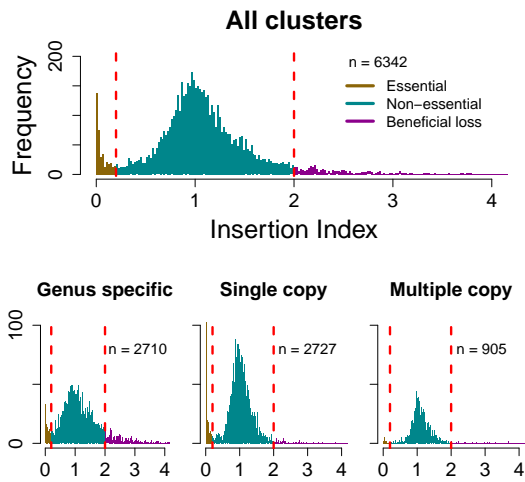 All clusters
n = 6342
Essential
Non−essential
Beneficial loss
Frequency
200
0
0 1 2 3 4
Insertion Index
Genus specific Single copy Multiple copy
100
0
n = 2710 n = 2727 n = 905
0 1 2 3 4 0 1 2 3 4 0 1 2 3 4